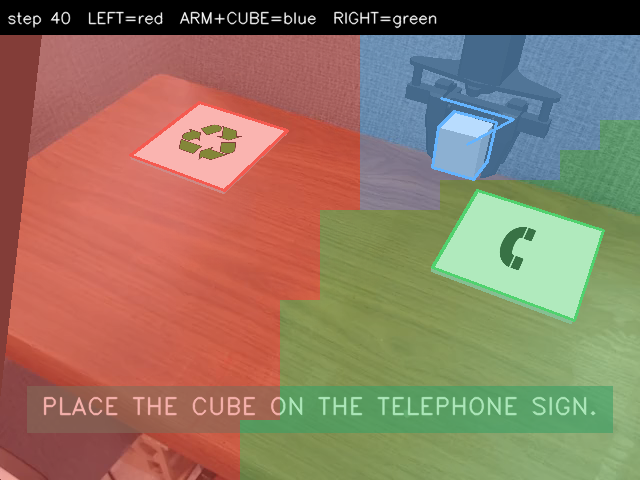 step 40 LEFT=red ARM+CUBE=blue RIGHT=green
PLACE THE CUBE ON THE TELEPHONE SIGN.